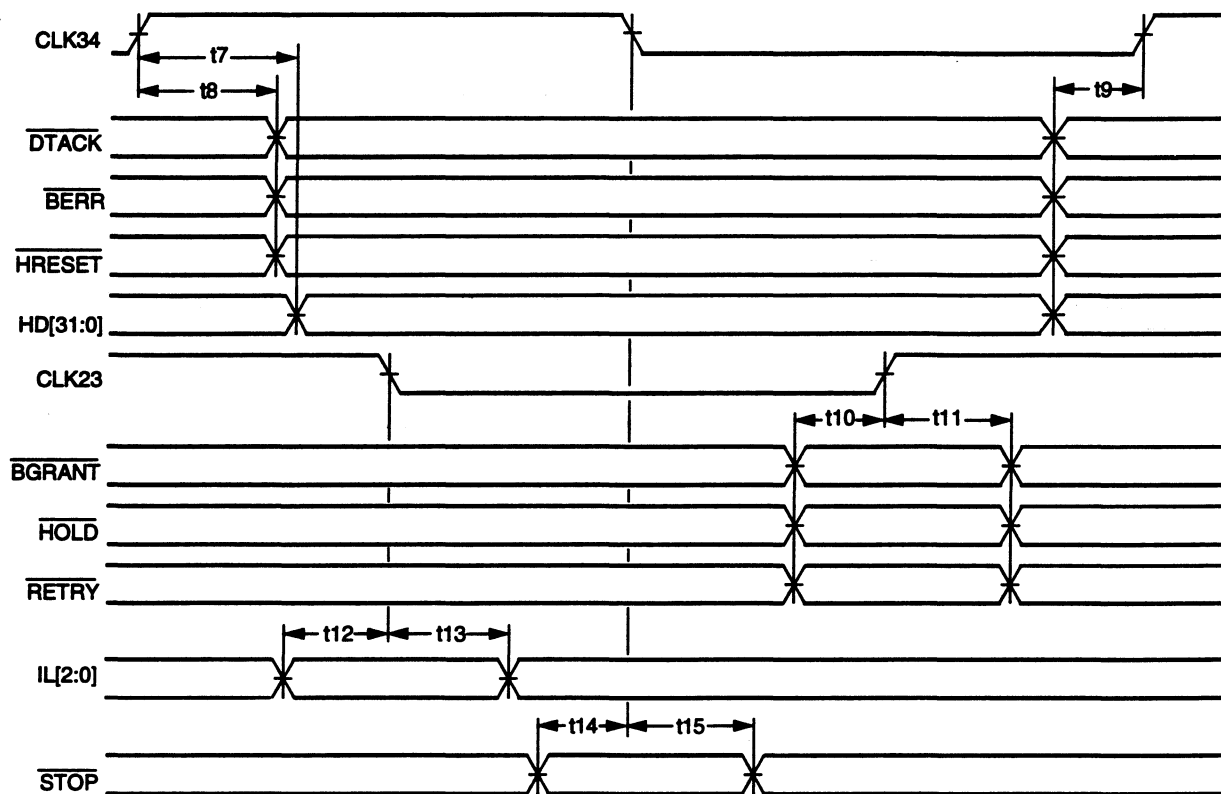 CLK34
t7
t8
t9
DTACK
BERR
HRESET
HD[31:0]
CLK23
t10
t11
BGRANT
HOLD
RETRY
t12
t13
IL[2:0]
t14
t15
STOP